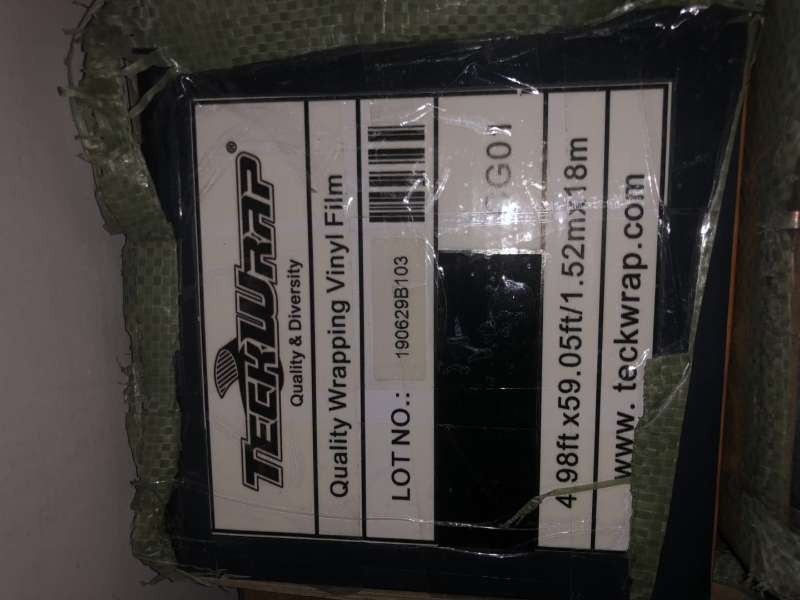 TECKWRAP®
Quality & Diversity
Quality Wrapping Vinyl Film
LOT NO.: 190629B103
4.98ft x59.05ft/1.52mx18m
www.teckwrap.com